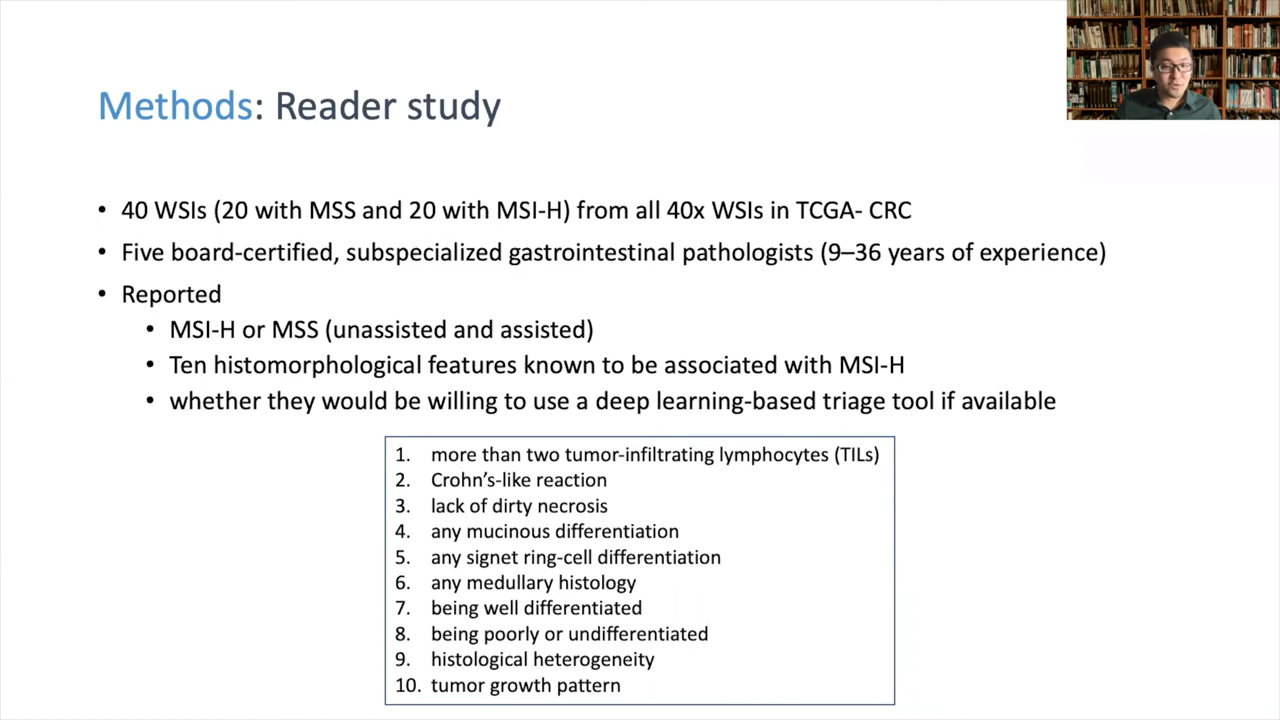 Methods: Reader study
• 40 WSIs (20 with MSS and 20 with MSI-H) from all 40x WSIs in TCGA- CRC
• Five board-certified, subspecialized gastrointestinal pathologists (9–36 years of experience)
• Reported
• MSI-H or MSS (unassisted and assisted)
• Ten histomorphological features known to be associated with MSI-H
• whether they would be willing to use a deep learning-based triage tool if available
1. more than two tumor-infiltrating lymphocytes (TILs)
2. Crohn’s-like reaction
3. lack of dirty necrosis
4. any mucinous differentiation
5. any signet ring-cell differentiation
6. any medullary histology
7. being well differentiated
8. being poorly or undifferentiated
9. histological heterogeneity
10. tumor growth pattern